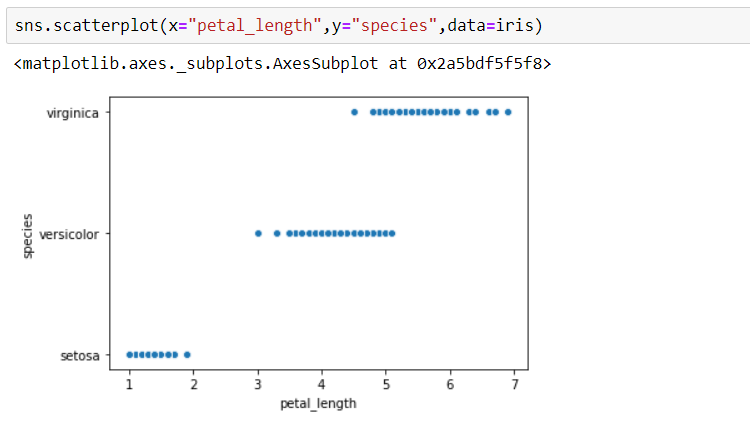 sns.scatterplot(x="petal_length",y="species",data=iris)
<matplotlib.axes._subplots.AxesSubplot at 0x2a5bdf5f5f8>
virginica
versicolor
setosa
species
1 2 3 4 5 6 7
petal_length